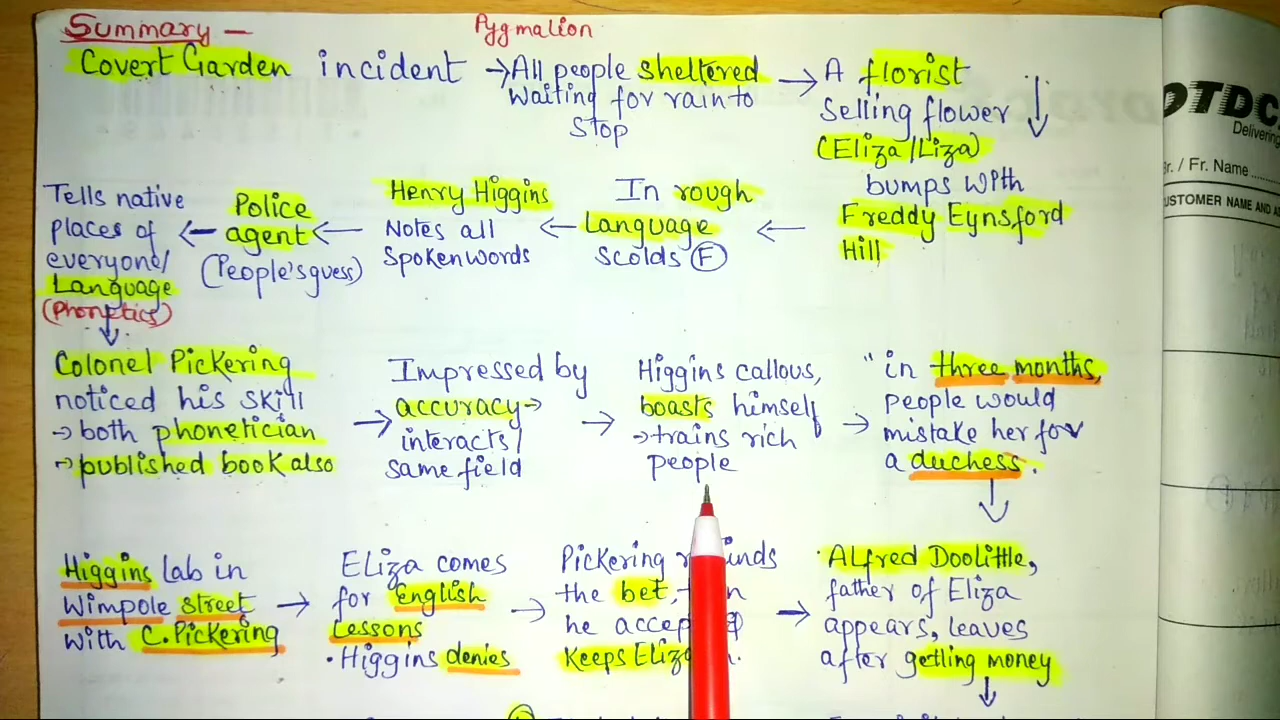 Summary —
Pygmalion
Covert Garden incident
→ All people sheltered
waiting for rain to
stop
→ A florist
selling flower
(Eliza/Liza)
↓
bumps with
Freddy Eynsford
Hill
← In rough
Language
scolds (F)
← Henry Higgins
Notes all
Spoken words
← Police
agent
(People's guess)
← Tells native
places of
everyone/
Language
(Phonetics)
↓
Colonel Pickering
noticed his skill
→ both phonetician
→ published book also
→ Impressed by
accuracy →
interacts/
same field
→ Higgins callous,
boasts himself
→ trains rich
people
→ "in three months,
people would
mistake her for
a duchess.
↓
Higgins lab in
Wimpole street
with C. Pickering
→ Eliza comes
for English
Lessons
• Higgins denies
→ Pickering
the bet,
he
Keeps
→ • Alfred Doolittle,
father of Eliza
appears, leaves
after getting money
↓
DTDC
Delivering
/ Fr. Name
USTOMER NAME AND